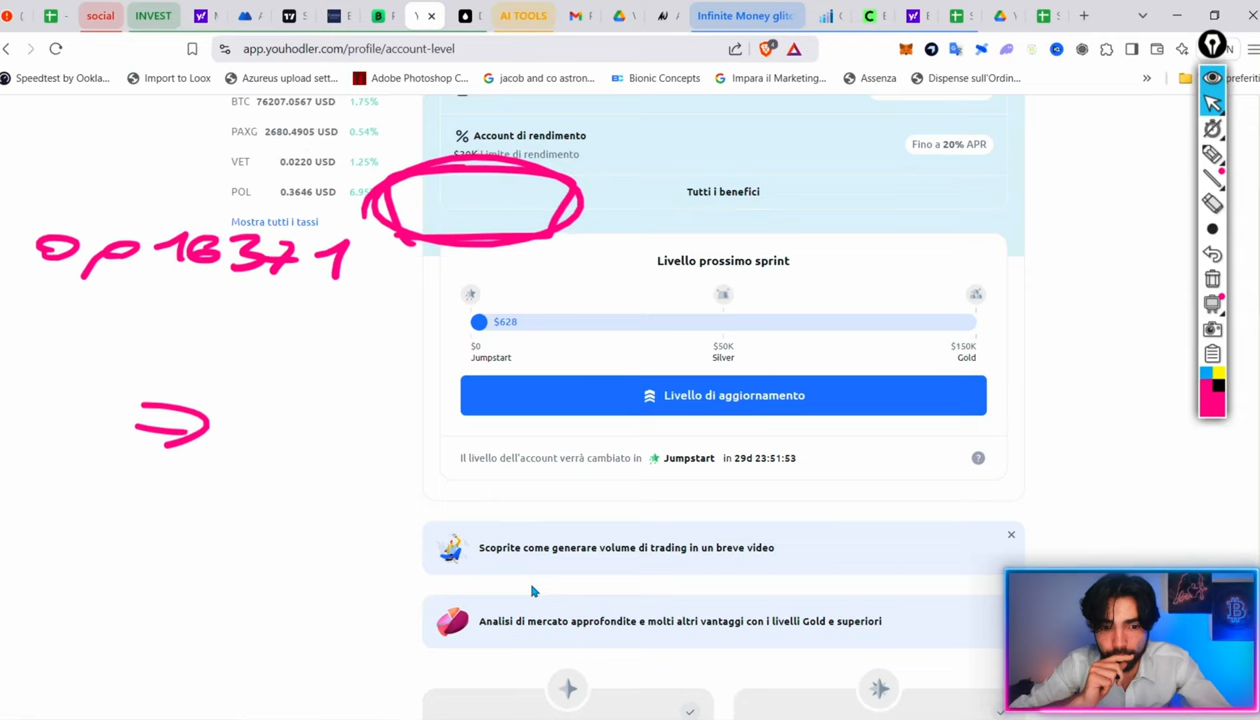 social
INVEST
AI TOOLS
Infinite Money glitc
app.youhodler.com/profile/account-level
Speedtest by Ookla...
Import to Loox
Azureus upload sett...
Adobe Photoshop C...
jacob and co astron...
Bionic Concepts
Impara il Marketing...
Assenza
Dispense sull'Ordin...
»
preferiti
BTC 76207.0567 USD 1.75%
PAXG 2680.4905 USD 0.54%
VET 0.0220 USD 1.25%
POL 0.3646 USD 6.95%
Mostra tutti i tassi
Account di rendimento
Limite di rendimento
Fino a 20% APR
Tutti i benefici
Livello prossimo sprint
$628
$0
Jumpstart
$50K
Silver
$150K
Gold
Livello di aggiornamento
Il livello dell'account verrà cambiato in Jumpstart in 29d 23:51:53
?
Scoprite come generare volume di trading in un breve video
Analisi di mercato approfondite e molti altri vantaggi con i livelli Gold e superiori